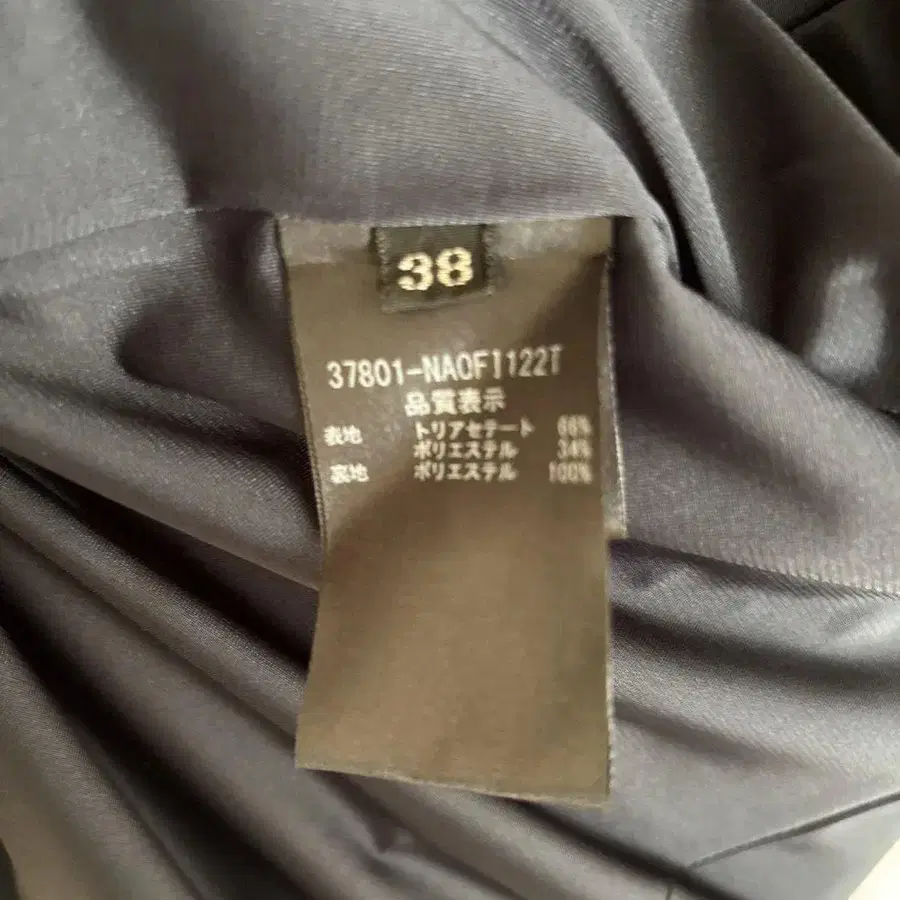 38
37801-NAOFI122T
品質表示
表地 トリアセテート 66%
ポリエステル 34%
裏地 ポリエステル 100%